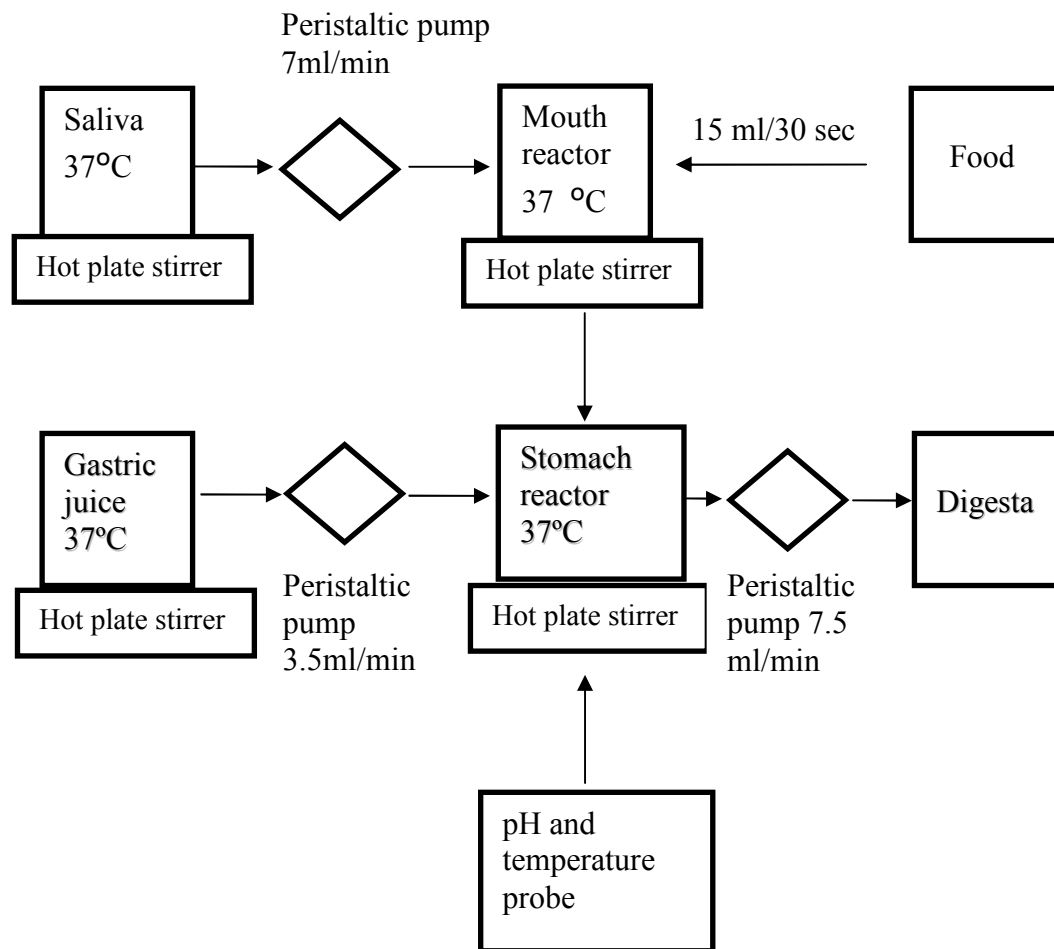 Peristaltic pump
7ml/min
Saliva
37°C
Mouth
reactor
37 °C
15 ml/30 sec
Food
Hot plate stirrer
Hot plate stirrer
Gastric
juice
37ºC
Stomach
reactor
37ºC
Digesta
Hot plate stirrer
Peristaltic
pump
3.5ml/min
Hot plate stirrer
Peristaltic
pump 7.5
ml/min
pH and
temperature
probe